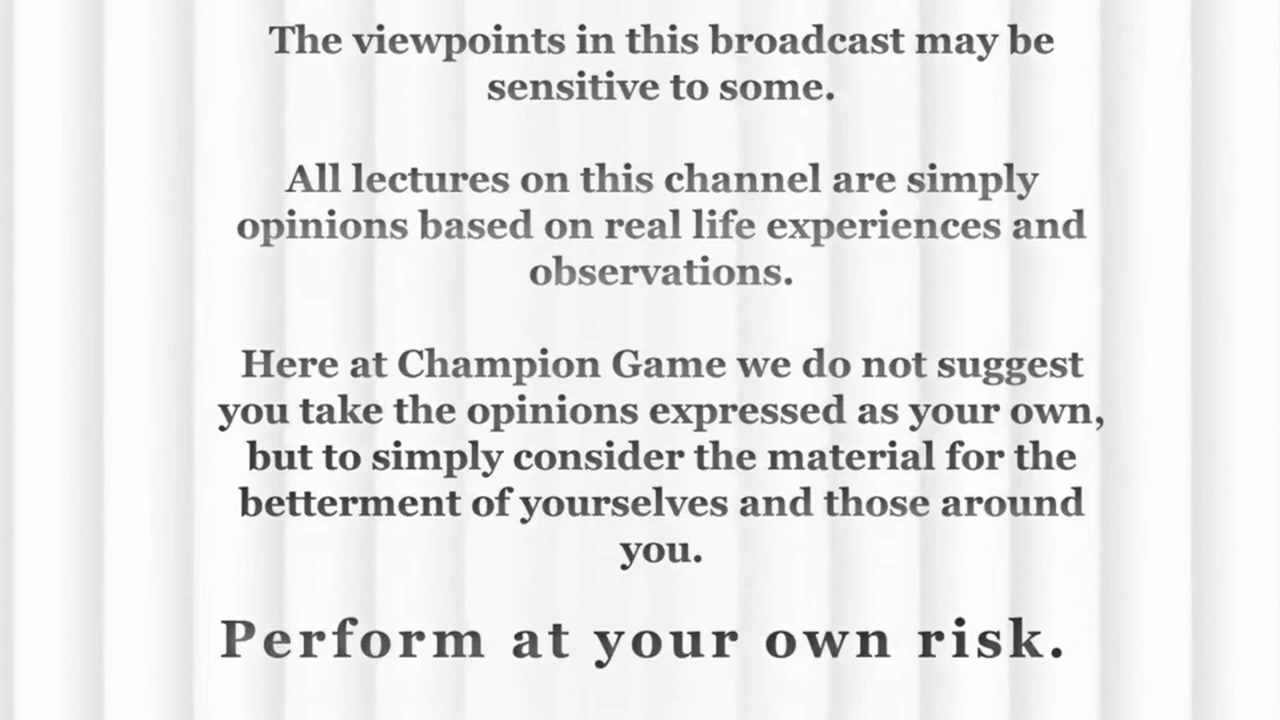 The viewpoints in this broadcast may be
sensitive to some.
All lectures on this channel are simply
opinions based on real life experiences and
observations.
Here at Champion Game we do not suggest
you take the opinions expressed as your own,
but to simply consider the material for the
betterment of yourselves and those around
you.
Perform at your own risk.